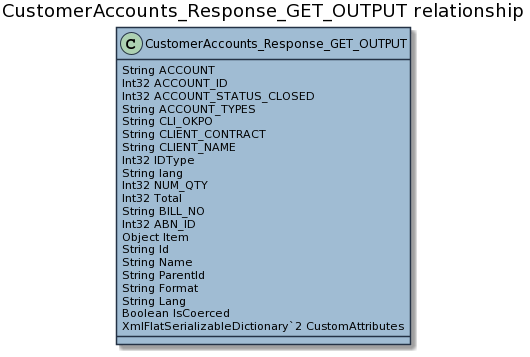 CustomerAccounts_Response_GET_OUTPUT relationship
C CustomerAccounts_Response_GET_OUTPUT
String ACCOUNT
Int32 ACCOUNT_ID
Int32 ACCOUNT_STATUS_CLOSED
String ACCOUNT_TYPES
String CLI_OKPO
String CLIENT_CONTRACT
String CLIENT_NAME
Int32 IDType
String lang
Int32 NUM_QTY
Int32 Total
String BILL_NO
Int32 ABN_ID
Object Item
String Id
String Name
String ParentId
String Format
String Lang
Boolean IsCoerced
XmlFlatSerializableDictionary`2 CustomAttributes